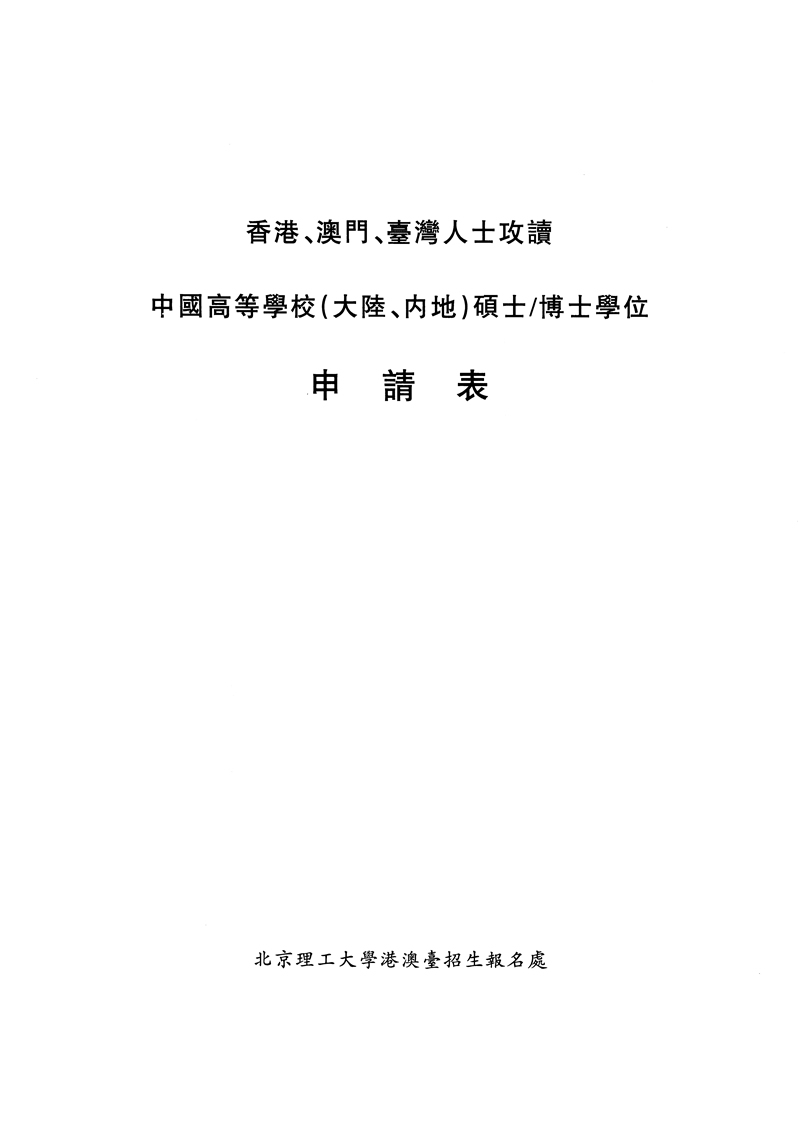 香港、澳門、臺灣人士攻讀
中國高等學校(大陸、内地)碩士/博士學位
申 請 表
北京理工大學港澳臺招生報名處